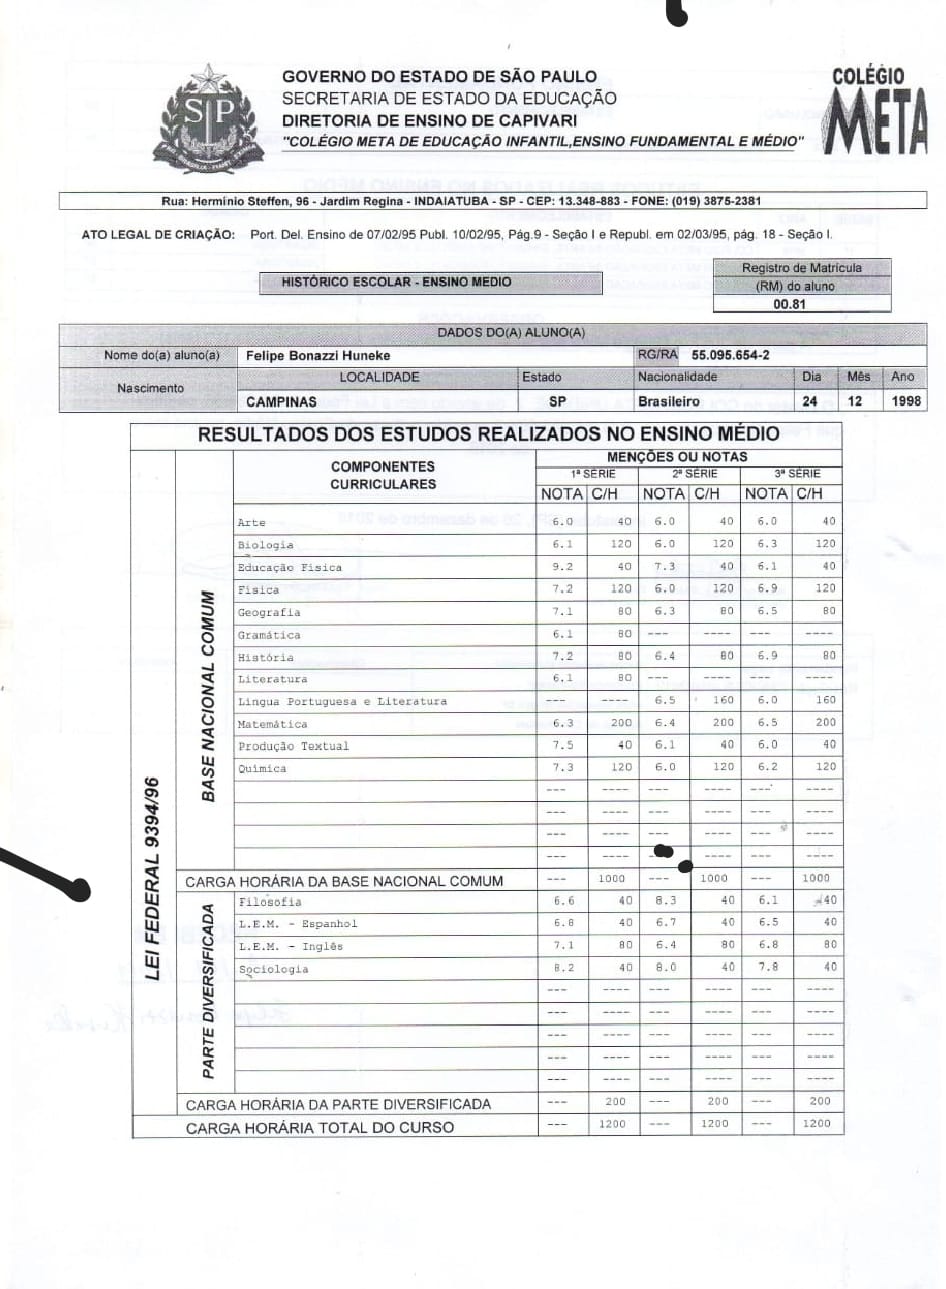 GOVERNO DO ESTADO DE SÃO PAULO
SECRETARIA DE ESTADO DA EDUCAÇÃO
DIRETORIA DE ENSINO DE CAPIVARI
"COLÉGIO META DE EDUCAÇÃO INFANTIL,ENSINO FUNDAMENTAL E MÉDIO"
SP
COLÉGIO
META
Rua: Hermínio Steffen, 96 - Jardim Regina - INDAIATUBA - SP - CEP: 13.348-883 - FONE: (019) 3875-2381
ATO LEGAL DE CRIAÇÃO: Port. Del. Ensino de 07/02/95 Publ. 10/02/95, Pág.9 - Seção I e Republ. em 02/03/95, pág. 18 - Seção I.
HISTÓRICO ESCOLAR - ENSINO MEDIO
Registro de Matrícula
(RM) do aluno
00.81
DADOS DO(A) ALUNO(A)
Nome do(a) aluno(a) Felipe Bonazzi Huneke RG/RA 55.095.654-2
Nascimento LOCALIDADE Estado Nacionalidade Dia Mês Ano
CAMPINAS SP Brasileiro 24 12 1998
RESULTADOS DOS ESTUDOS REALIZADOS NO ENSINO MÉDIO
COMPONENTES CURRICULARES MENÇÕES OU NOTAS
1ª SÉRIE 2ª SÉRIE 3ª SÉRIE
NOTA C/H NOTA C/H NOTA C/H
LEI FEDERAL 9394/96
BASE NACIONAL COMUM
Arte 6.0 40 6.0 40 6.0 40
Biologia 6.1 120 6.0 120 6.3 120
Educação Física 9.2 40 7.3 40 6.1 40
Física 7.2 120 6.0 120 6.9 120
Geografia 7.1 80 6.3 80 6.5 80
Gramática 6.1 80 --- ---- --- ----
História 7.2 80 6.4 80 6.9 80
Literatura 6.1 80 --- ---- --- ----
Língua Portuguesa e Literatura --- ---- 6.5 160 6.0 160
Matemática 6.3 200 6.4 200 6.5 200
Produção Textual 7.5 40 6.1 40 6.0 40
Química 7.3 120 6.0 120 6.2 120
--- ---- --- ---- --- ----
--- ---- --- ---- --- ----
--- ---- --- ---- --- ----
--- ---- --- ---- --- ----
CARGA HORÁRIA DA BASE NACIONAL COMUM --- 1000 --- 1000 --- 1000
PARTE DIVERSIFICADA
Filosofia 6.6 40 8.3 40 6.1 40
L.E.M. - Espanhol 6.8 40 6.7 40 6.5 40
L.E.M. - Inglês 7.1 80 6.4 80 6.8 80
Sociologia 8.2 40 8.0 40 7.8 40
--- ---- --- ---- --- ----
--- ---- --- ---- --- ----
--- ---- --- ---- --- ----
--- ---- --- ---- --- ----
--- ---- --- ---- --- ----
CARGA HORÁRIA DA PARTE DIVERSIFICADA --- 200 --- 200 --- 200
CARGA HORÁRIA TOTAL DO CURSO --- 1200 --- 1200 --- 1200